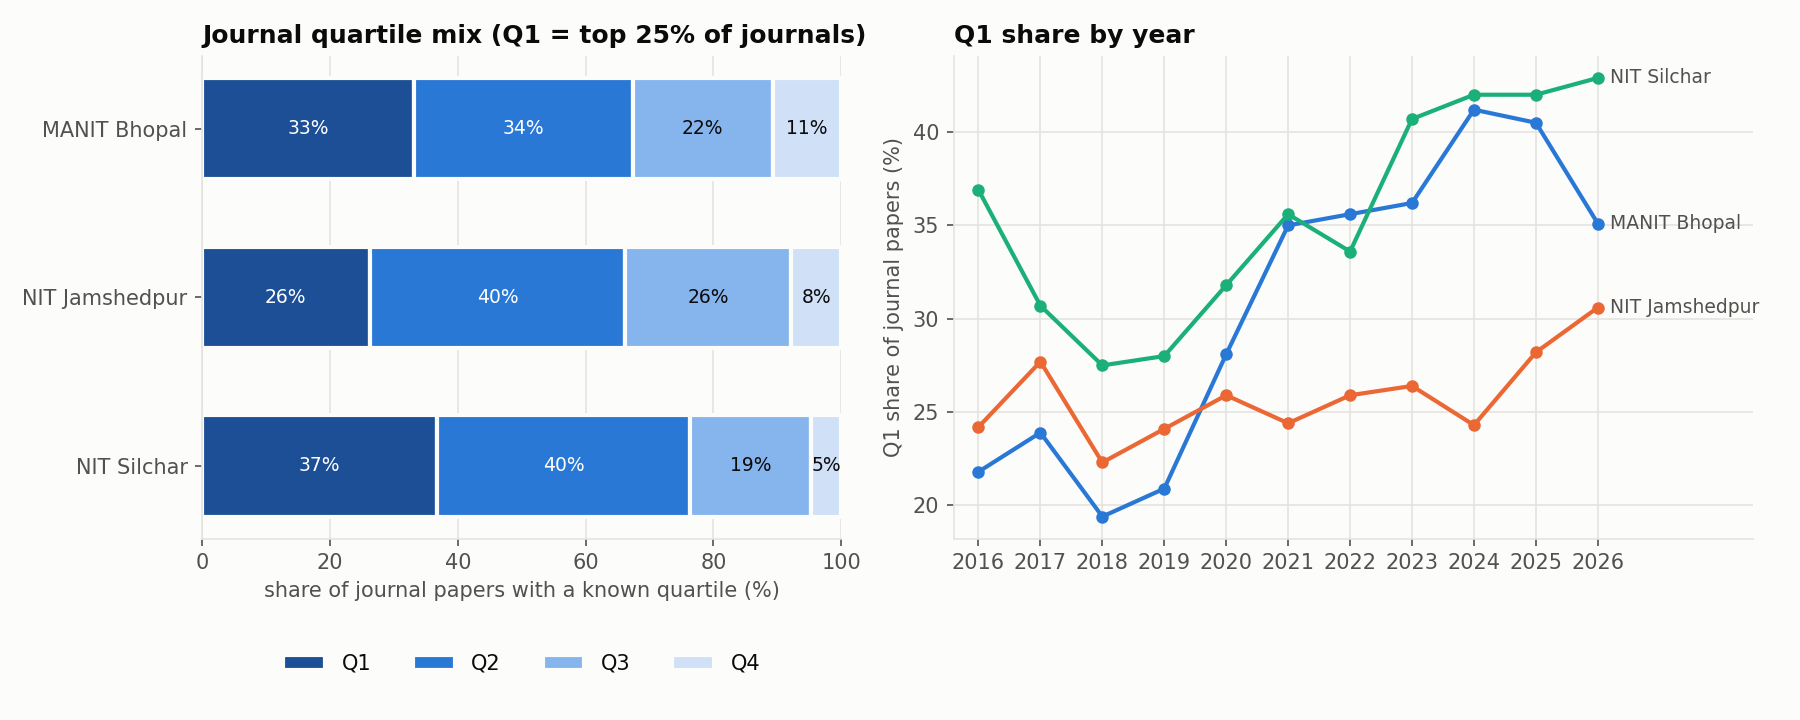 Journal quartile mix (Q1 = top 25% of journals)
MANIT Bhopal
33% 34% 22% 11%
NIT Jamshedpur
26% 40% 26% 8%
NIT Silchar
37% 40% 19% 5%
0 20 40 60 80 100
share of journal papers with a known quartile (%)
Q1 Q2 Q3 Q4
Q1 share by year
Q1 share of journal papers (%)
40
35
30
25
20
NIT Silchar
MANIT Bhopal
NIT Jamshedpur
2016 2017 2018 2019 2020 2021 2022 2023 2024 2025 2026